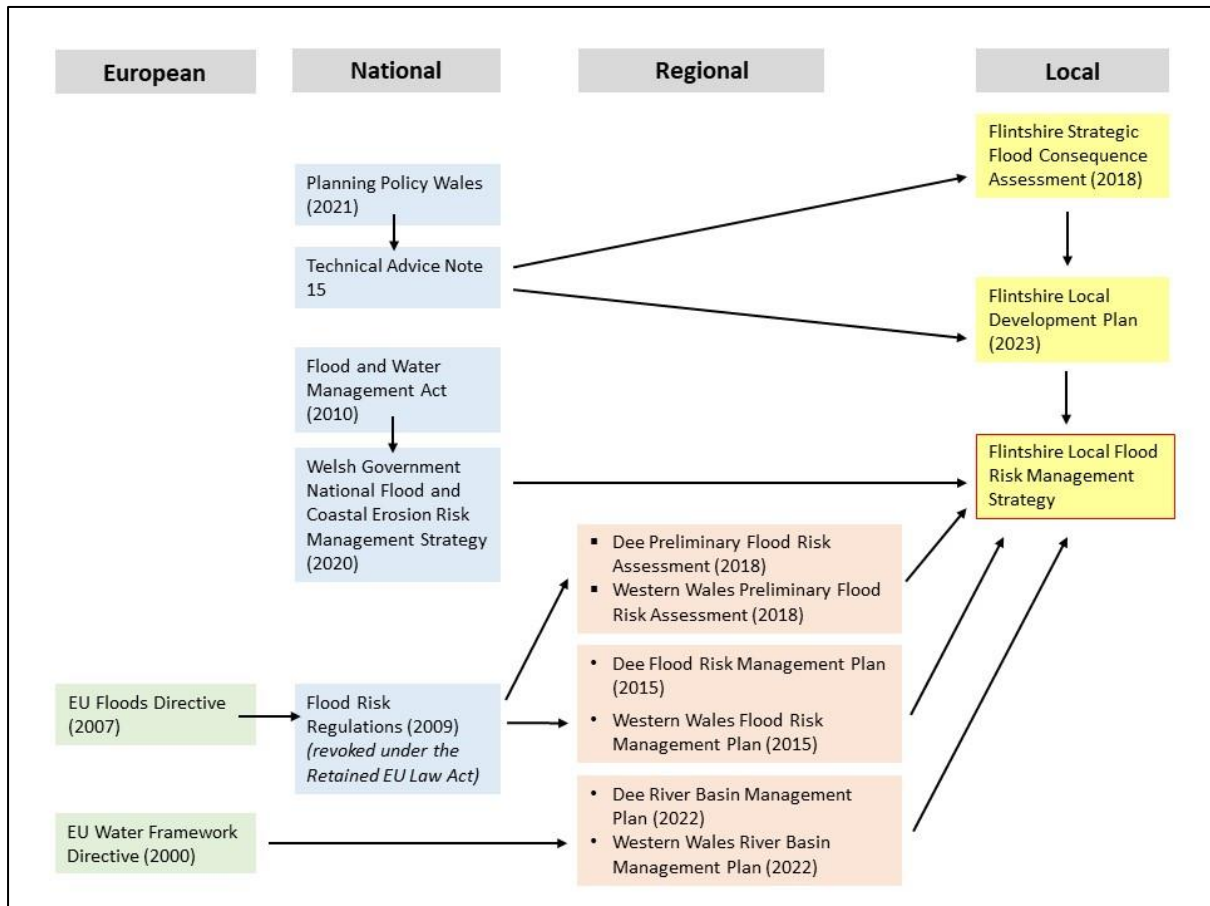 European
National
Regional
Local
Planning Policy Wales
(2021)
Technical Advice Note
15
Flood and Water
Management Act
(2010)
Welsh Government
National Flood and
Coastal Erosion Risk
Management Strategy
(2020)
EU Floods Directive
(2007)
Flood Risk
Regulations (2009)
(revoked under the
Retained EU Law Act)
EU Water Framework
Directive (2000)
▪ Dee Preliminary Flood Risk
Assessment (2018)
▪ Western Wales Preliminary Flood
Risk Assessment (2018)
• Dee Flood Risk Management Plan
(2015)
• Western Wales Flood Risk
Management Plan (2015)
• Dee River Basin Management
Plan (2022)
• Western Wales River Basin
Management Plan (2022)
Flintshire Strategic
Flood Consequence
Assessment (2018)
Flintshire Local
Development Plan
(2023)
Flintshire Local Flood
Risk Management
Strategy